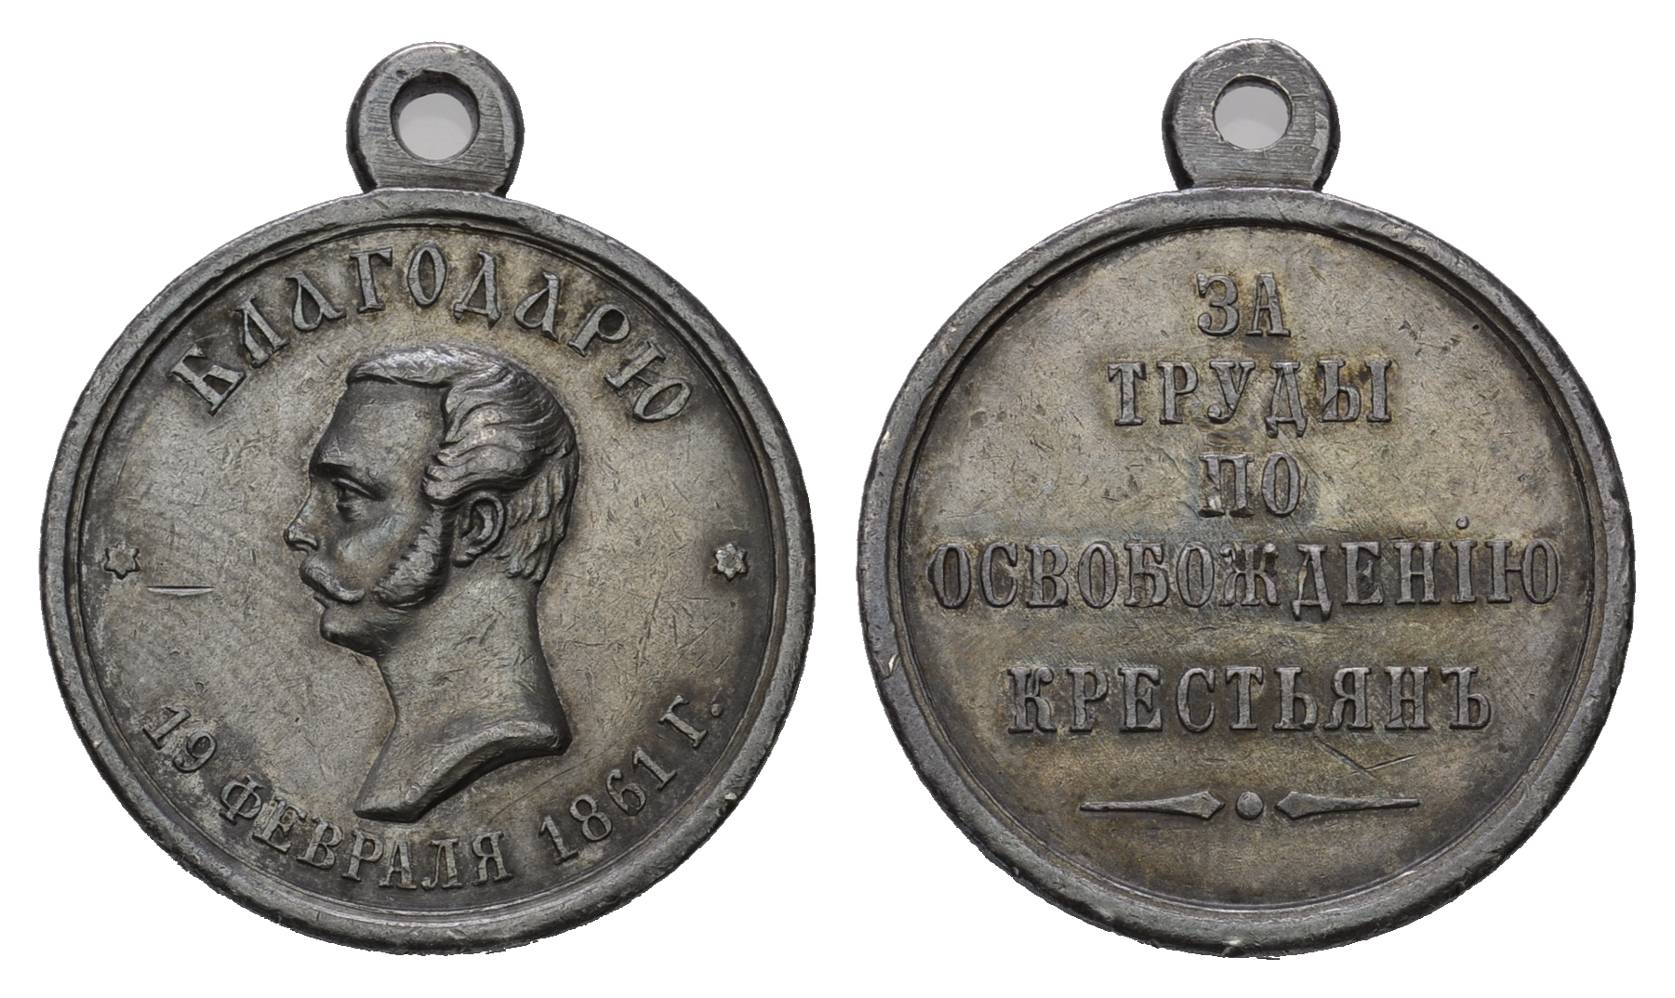 БЛАГОДАРЮ
19 ФЕВРАЛЯ 1861 Г.
ЗА
ТРУДЫ
ПО
ОСВОБОЖДЕНІЮ
КРЕСТЬЯНЪ